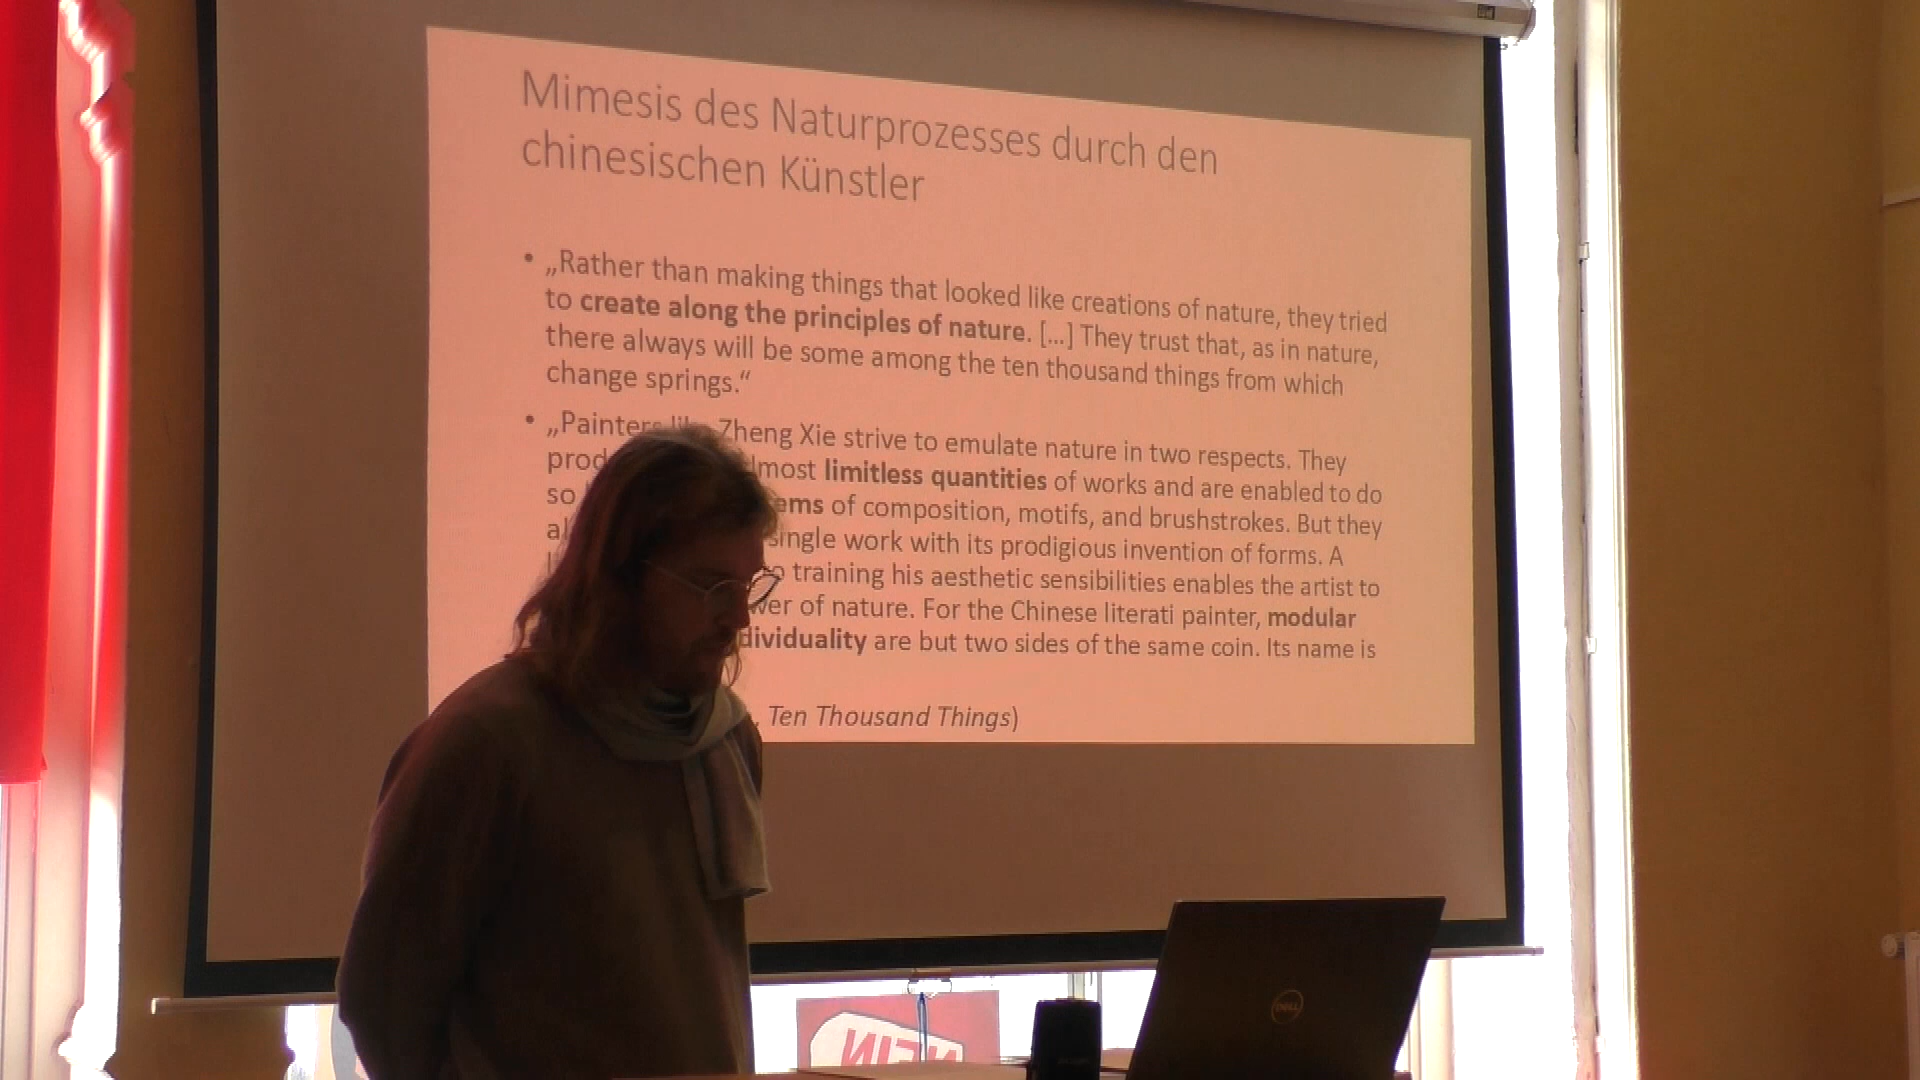 Mimesis des Naturprozesses durch den
chinesischen Künstler
• „Rather than making things that looked like creations of nature, they tried
to create along the principles of nature. [...] They trust that, as in nature,
there always will be some among the ten thousand things from which
change springs.“
• „Painters Zheng Xie strive to emulate nature in two respects. They
limitless quantities of works and are enabled to do
so of composition, motifs, and brushstrokes. But they
single work with its prodigious invention of forms. A
training his aesthetic sensibilities enables the artist to
of nature. For the Chinese literati painter, modular
are but two sides of the same coin. Its name is
, Ten Thousand Things)
NEIN
DELL